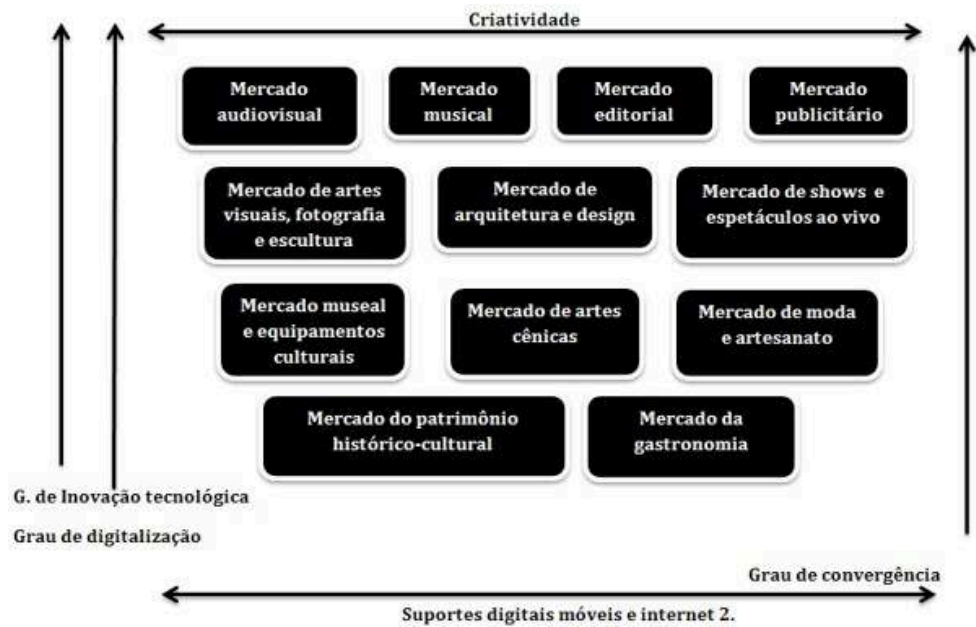 Criatividade
Mercado
audiovisual
Mercado
musical
Mercado
editorial
Mercado
publicitário
Mercado de artes
visuais, fotografia
e escultura
Mercado de
arquitetura e design
Mercado de shows e
espetáculos ao vivo
Mercado museal
e equipamentos
culturais
Mercado de artes
cênicas
Mercado de moda
e artesanato
Mercado do patrimônio
histórico-cultural
Mercado da
gastronomia
G. de Inovação tecnológica
Grau de digitalização
Grau de convergência
Suportes digitais móveis e internet 2.